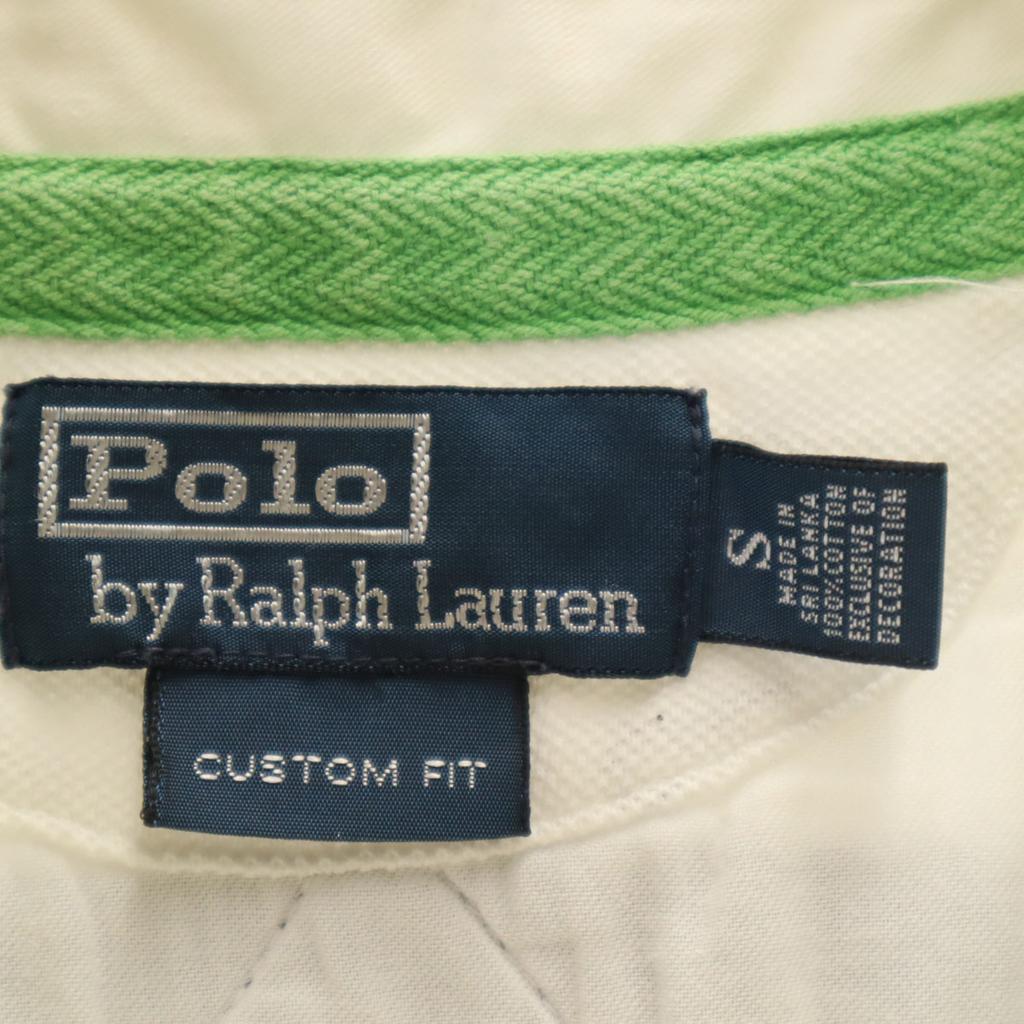 Polo
by Ralph Lauren
CUSTOM FIT
S
MADE IN
SRI LANKA
100% COTTON
EXCLUSIVE OF
DECORATION